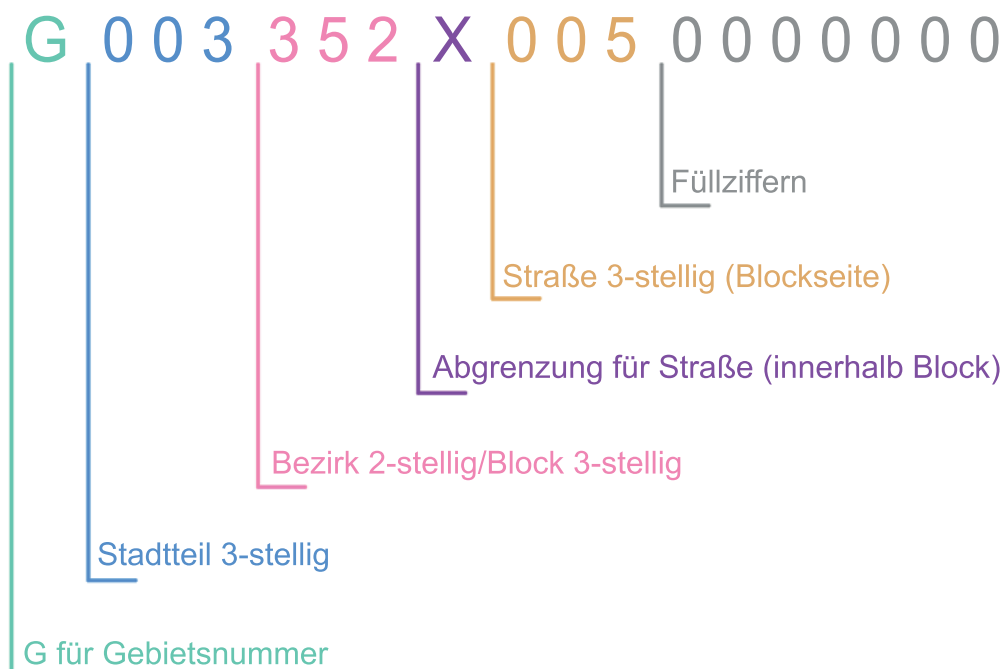 G 0 0 3 3 5 2 X 0 0 5 0 0 0 0 0 0 0
Füllziffern
Straße 3-stellig (Blockseite)
Abgrenzung für Straße (innerhalb Block)
Bezirk 2-stellig/Block 3-stellig
Stadtteil 3-stellig
G für Gebietsnummer